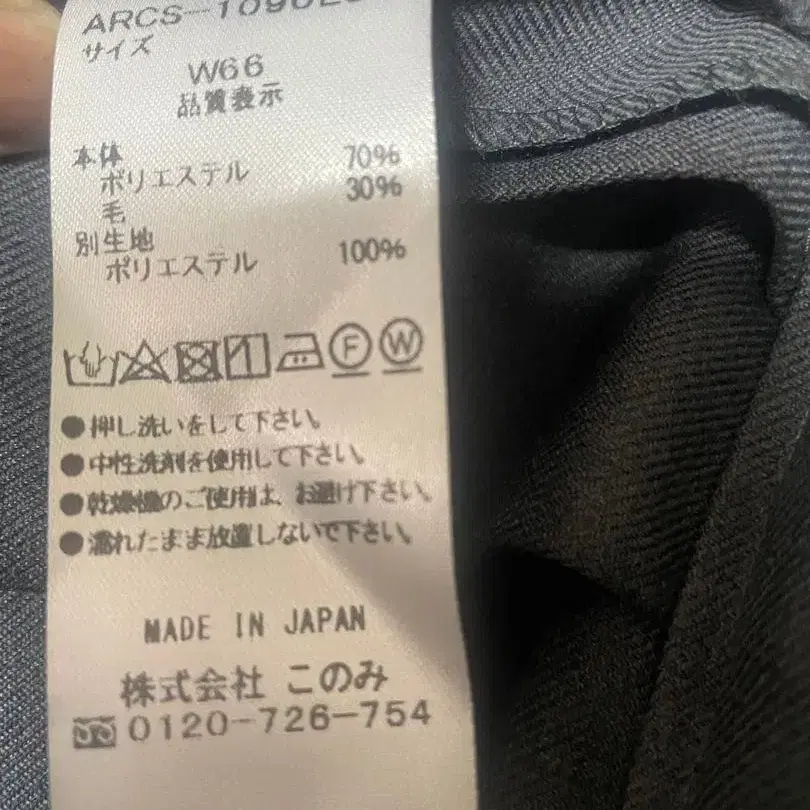 サイズ
W66
品質表示
本体
ポリエステル 70%
毛 30%
別生地
ポリエステル 100%
F W
●押し洗いをして下さい。
●中性洗剤を使用して下さい。
●乾燥機のご使用は、お避け下さい。
●濡れたまま放置しないで下さい。
MADE IN JAPAN
株式会社 このみ
0120-726-754